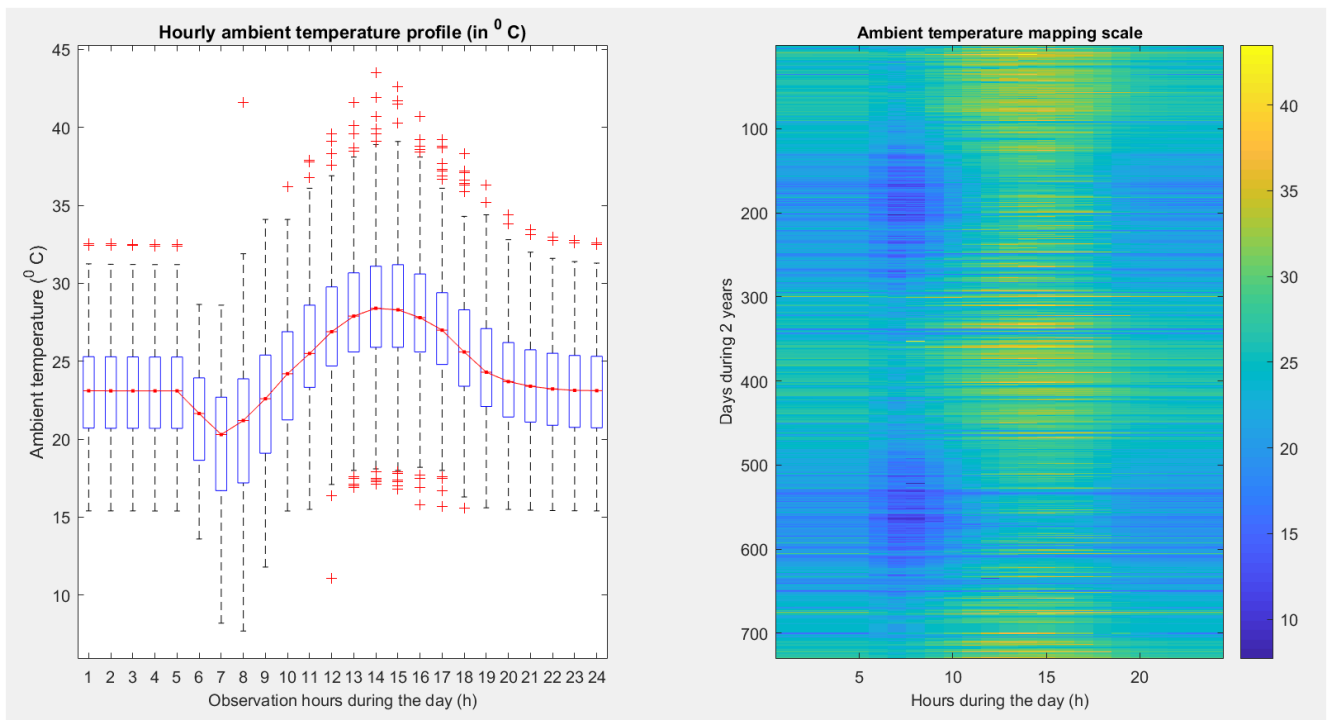 Hourly ambient temperature profile (in ⁰ C)
Ambient temperature (⁰ C)
45
40
35
30
25
20
15
10
1 2 3 4 5 6 7 8 9 10 11 12 13 14 15 16 17 18 19 20 21 22 23 24
Observation hours during the day (h)
Ambient temperature mapping scale
Days during 2 years
100
200
300
400
500
600
700
5 10 15 20
Hours during the day (h)
40
35
30
25
20
15
10